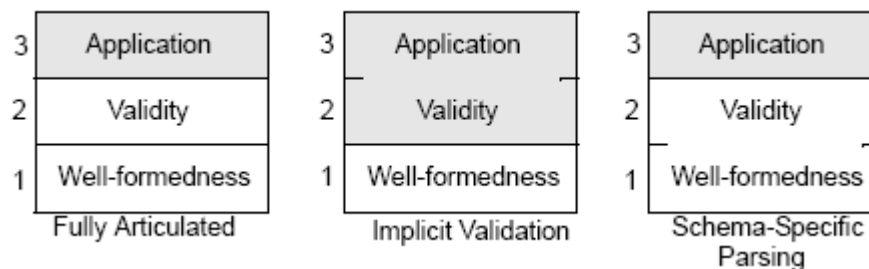 3 Application
2 Validity
1 Well-formedness
Fully Articulated
3 Application
2 Validity
1 Well-formedness
Implicit Validation
3 Application
2 Validity
1 Well-formedness
Schema-Specific
Parsing